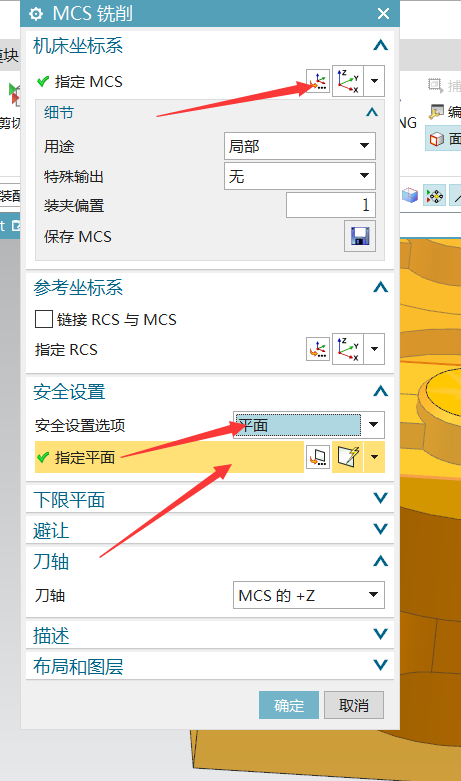 MCS 铣削
机床坐标系
指定 MCS
细节
用途 局部
特殊输出 无
装夹偏置 1
保存 MCS
参考坐标系
链接 RCS 与 MCS
指定 RCS
安全设置
安全设置选项 平面
指定平面
下限平面
避让
刀轴
刀轴 MCS 的 +Z
描述
布局和图层
确定 取消
模块
剪切
装配
t
捕
编
NG
面